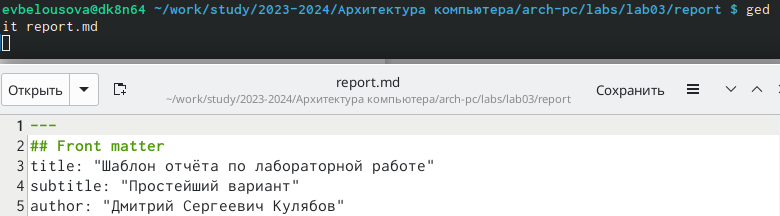 evbelousova@dk8n64 ~/work/study/2023-2024/Архитектура компьютера/arch-pc/labs/lab03/report $ ged
it report.md
report.md
Открыть
~/work/study/2023-2024/Архитектура компьютера/arch-pc/labs/lab03/report
Сохранить
1 ---
2 ## Front matter
3 title: "Шаблон отчёта по лабораторной работе"
4 subtitle: "Простейший вариант"
5 author: "Дмитрий Сергеевич Кулябов"